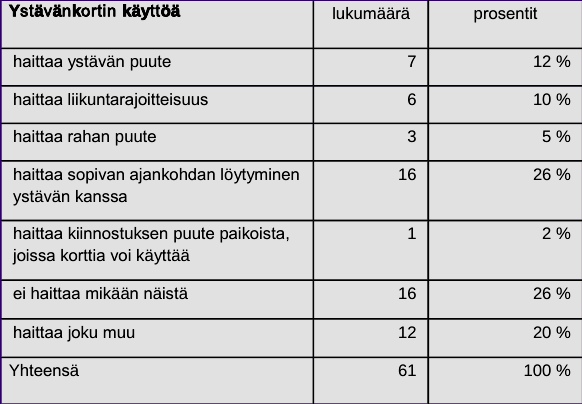 Ystävänkortin käyttöä lukumäärä prosentit
haittaa ystävän puute 7 12 %
haittaa liikuntarajoitteisuus 6 10 %
haittaa rahan puute 3 5 %
haittaa sopivan ajankohdan löytyminen 16 26 %
ystävän kanssa
haittaa kiinnostuksen puute paikoista, 1 2 %
joissa korttia voi käyttää
ei haittaa mikään näistä 16 26 %
haittaa joku muu 12 20 %
Yhteensä 61 100 %